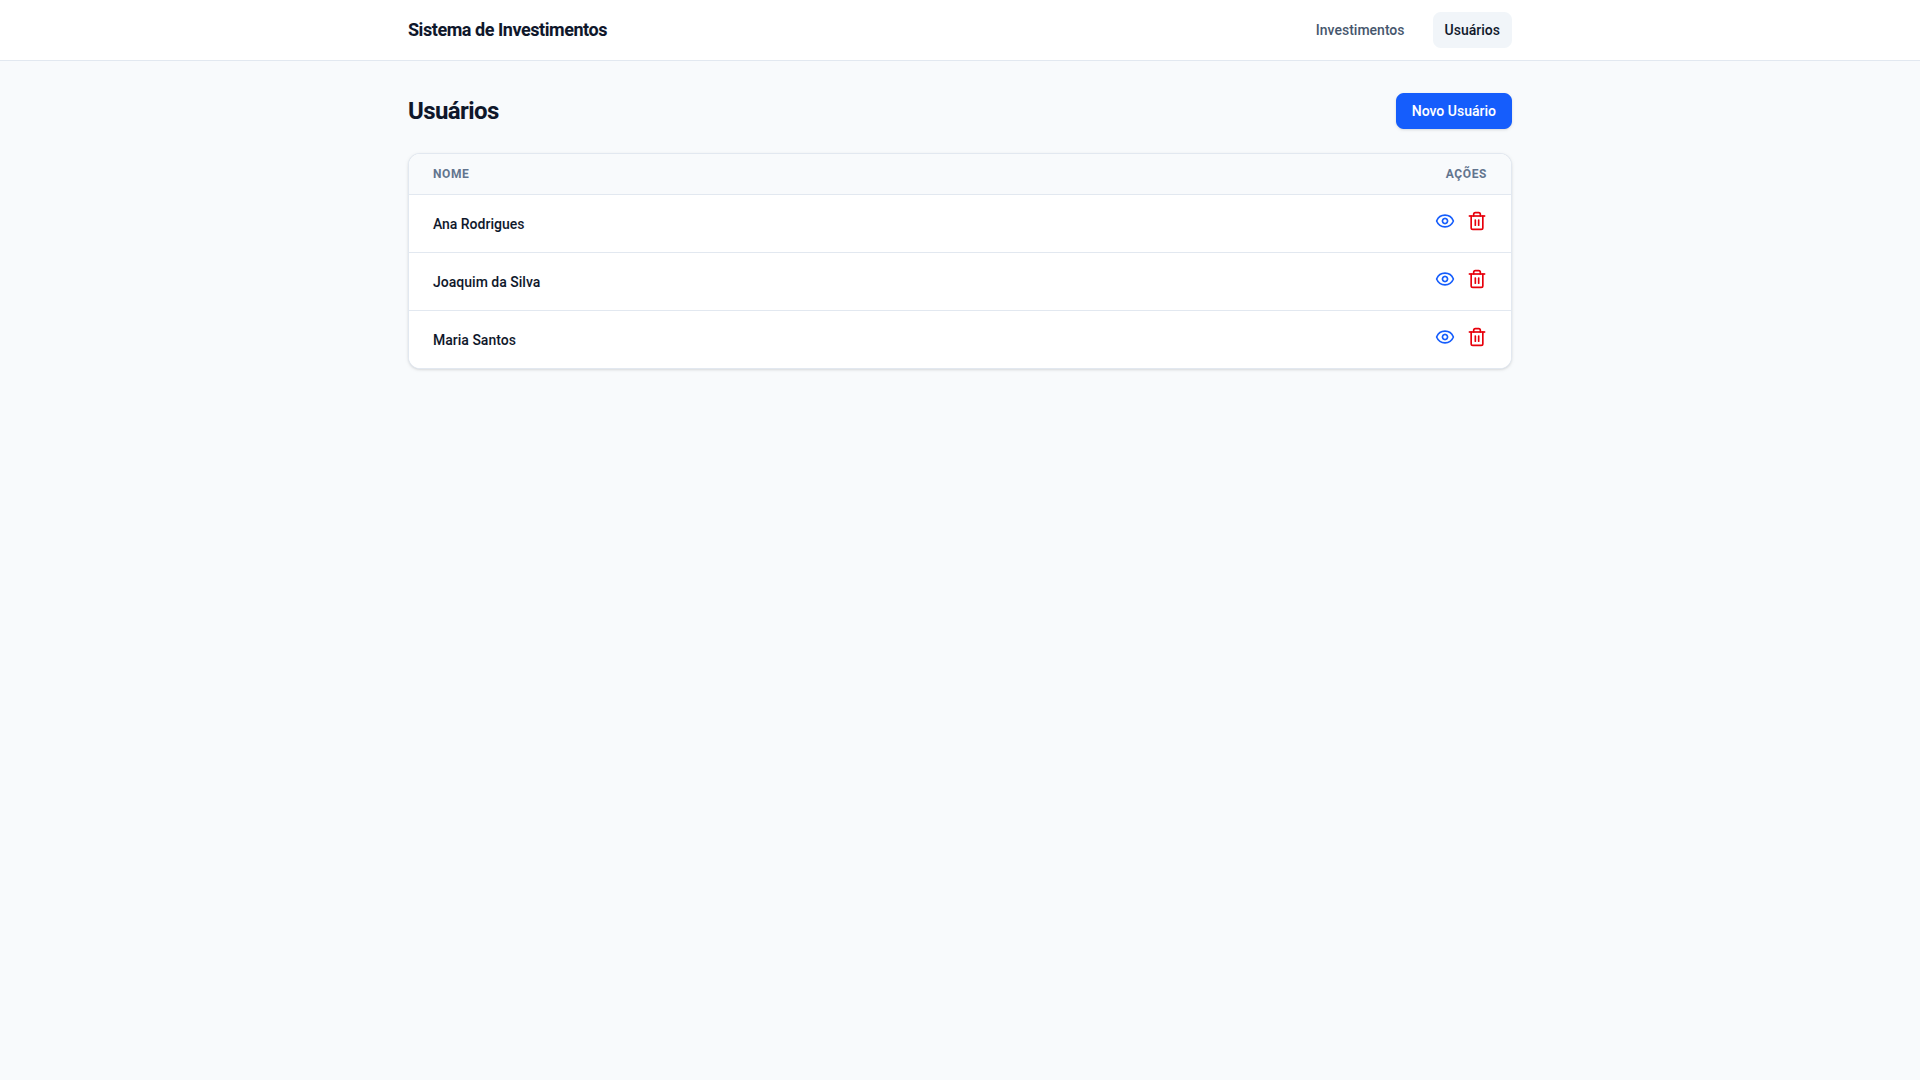 Sistema de Investimentos
Investimentos
Usuários
Usuários
Novo Usuário
NOME
AÇÕES
Ana Rodrigues
Joaquim da Silva
Maria Santos